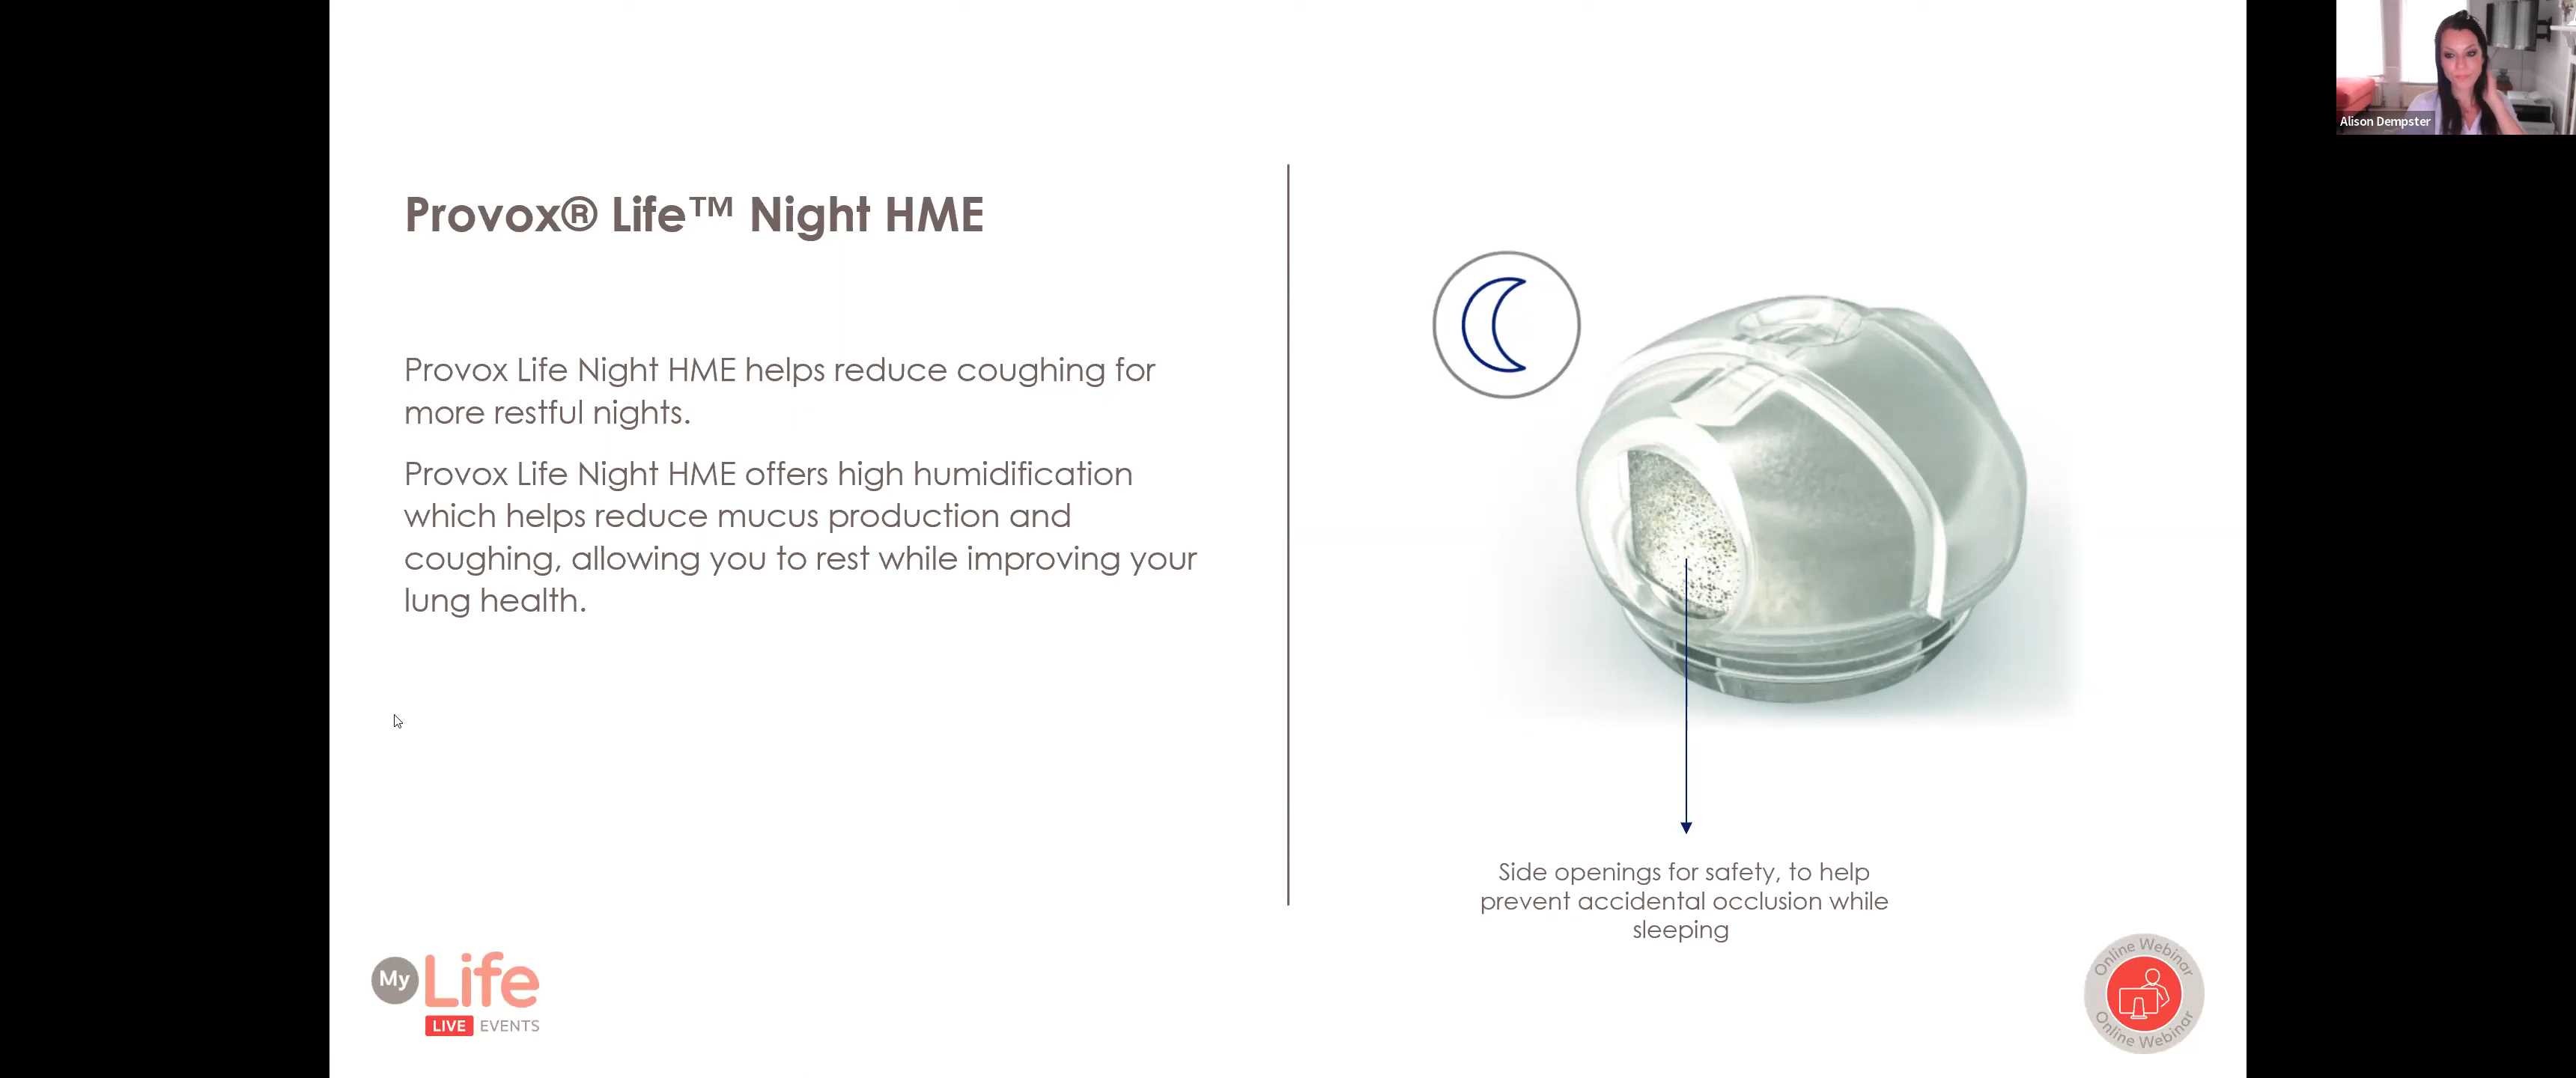 Alison Dempster
Provox® Life™ Night HME
Provox Life Night HME helps reduce coughing for
more restful nights.
Provox Life Night HME offers high humidification
which helps reduce mucus production and
coughing, allowing you to rest while improving your
lung health.
Side openings for safety, to help
prevent accidental occlusion while
sleeping
My Life
LIVE EVENTS
Online Webinar
Online Webinar